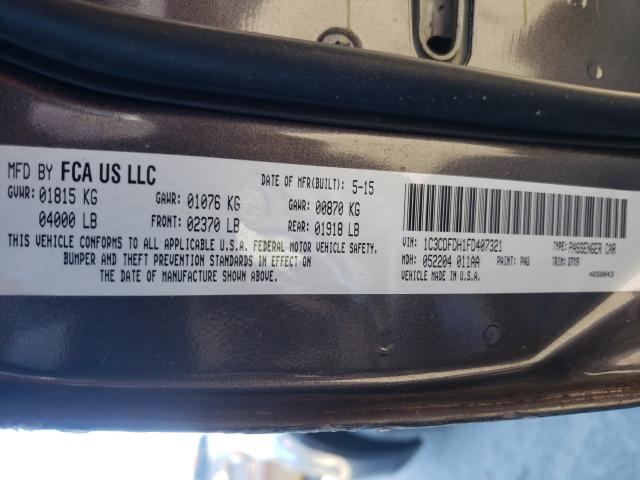 MFD BY FCA US LLC
DATE OF MFR(BUILT): 5-15
GVWR: 01815 KG GAWR: 01076 KG GAWR: 00870 KG
04000 LB FRONT: 02370 LB REAR: 01918 LB
THIS VEHICLE CONFORMS TO ALL APPLICABLE U.S.A. FEDERAL MOTOR VEHICLE SAFETY,
BUMPER AND THEFT PREVENTION STANDARDS IN EFFECT ON
THE DATE OF MANUFACTURE SHOWN ABOVE.
VIN: 1C3CDFDH1FD407321 TYPE: PASSENGER CAR
MDH: 052204 011AA PAINT: PAU TRIM: D7X9
VEHICLE MADE IN U.S.A. 4650843